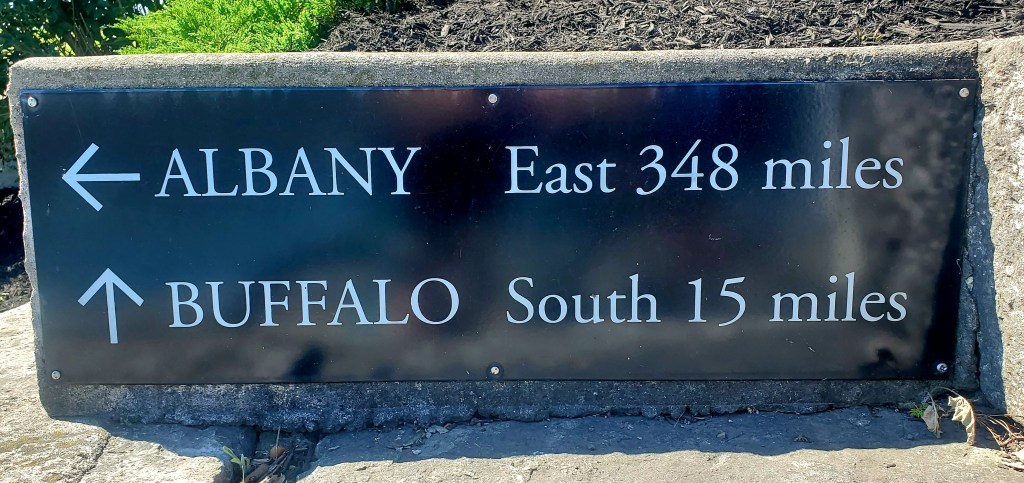 ← ALBANY East 348 miles
↑ BUFFALO South 15 miles